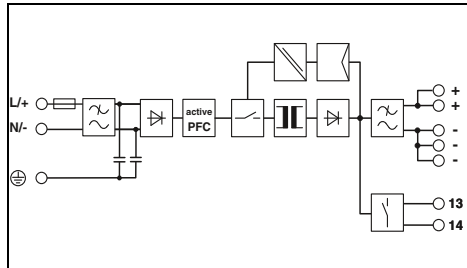 L/+
N/-
active
PFC
+
+
-
-
-
13
14